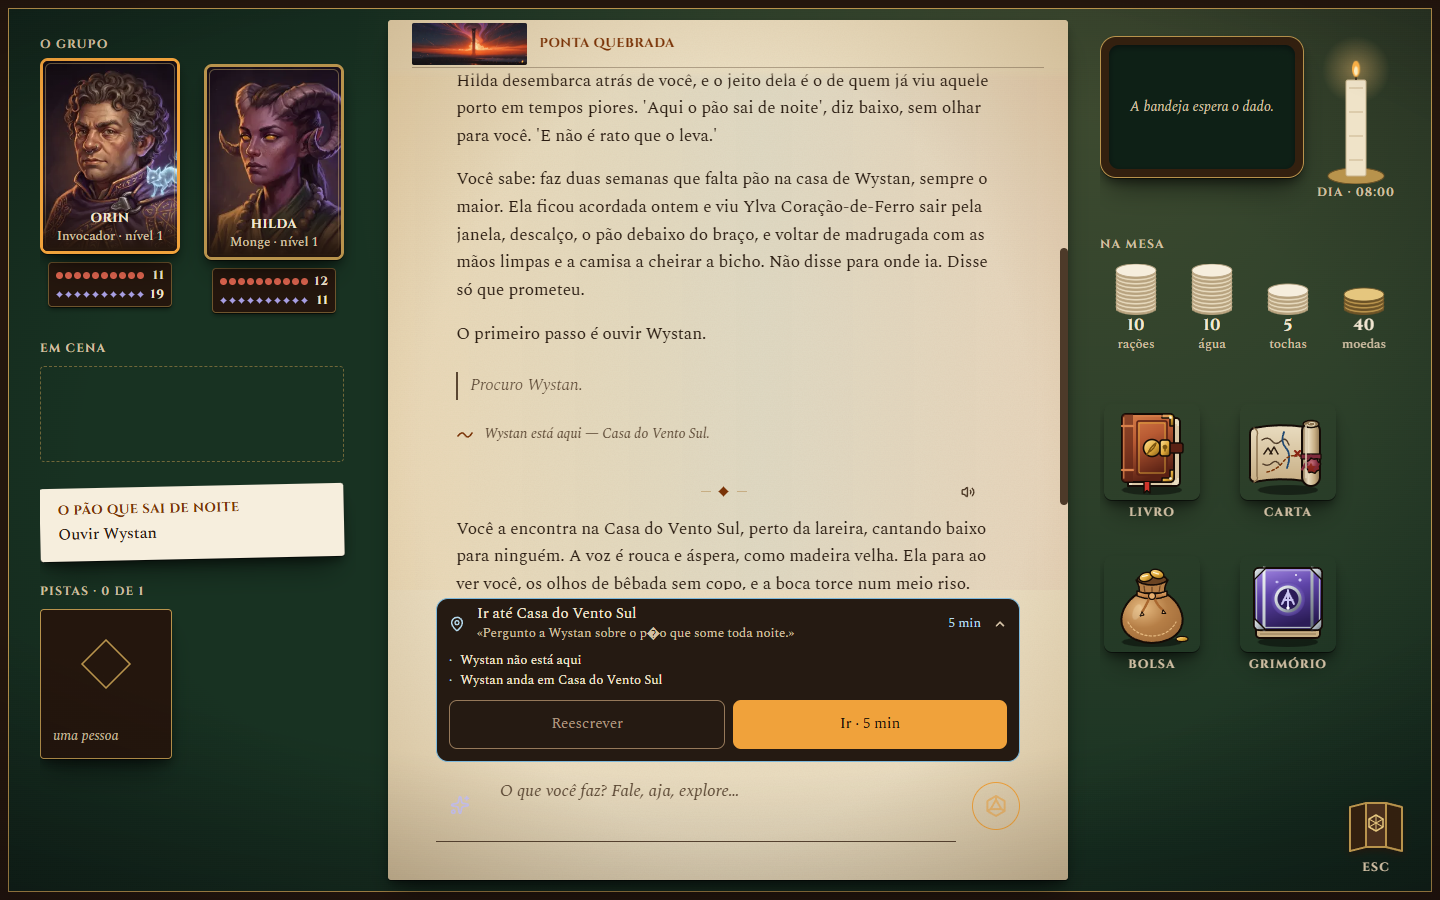 O GRUPO
ORIN
Invocador · nível 1
11
19
HILDA
Monge · nível 1
12
11
EM CENA
O PÃO QUE SAI DE NOITE
Ouvir Wystan
PISTAS · 0 DE 1
uma pessoa
PONTA QUEBRADA
Hilda desembarca atrás de você, e o jeito dela é o de quem já viu aquele
porto em tempos piores. 'Aqui o pão sai de noite', diz baixo, sem olhar
para você. 'E não é rato que o leva.'
Você sabe: faz duas semanas que falta pão na casa de Wystan, sempre o
maior. Ela ficou acordada ontem e viu Ylva Coração-de-Ferro sair pela
janela, descalço, o pão debaixo do braço, e voltar de madrugada com as
mãos limpas e a camisa a cheirar a bicho. Não disse para onde ia. Disse
só que prometeu.
O primeiro passo é ouvir Wystan.
Procuro Wystan.
Wystan está aqui — Casa do Vento Sul.
Você a encontra na Casa do Vento Sul, perto da lareira, cantando baixo
para ninguém. A voz é rouca e áspera, como madeira velha. Ela para ao
ver você, os olhos de bêbada sem copo, e a boca torce num meio riso.
Ir até Casa do Vento Sul
«Pergunto a Wystan sobre o p�o que some toda noite.»
5 min
· Wystan não está aqui
· Wystan anda em Casa do Vento Sul
Reescrever
Ir · 5 min
O que você faz? Fale, aja, explore...
A bandeja espera o dado.
DIA · 08:00
NA MESA
10
rações
10
água
5
tochas
40
moedas
LIVRO
CARTA
BOLSA
GRIMÓRIO
ESC